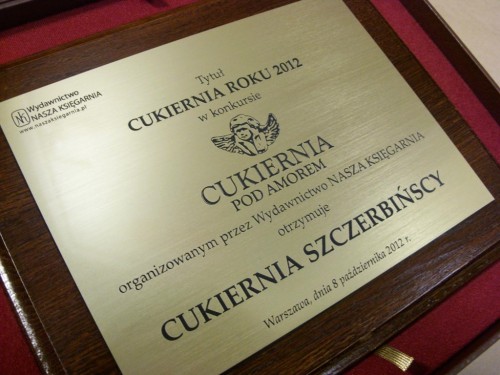 Wydawnictwo
NASZA KSIĘGARNIA
www.naszaksiegarnia.pl
Tytuł
CUKIERNIA ROKU 2012
w konkursie
CUKIERNIA
POD AMOREM
organizowanym przez Wydawnictwo NASZA KSIĘGARNIA
otrzymuje
CUKIERNIA SZCZERBIŃSCY
Warszawa, dnia 8 października 2012 r.